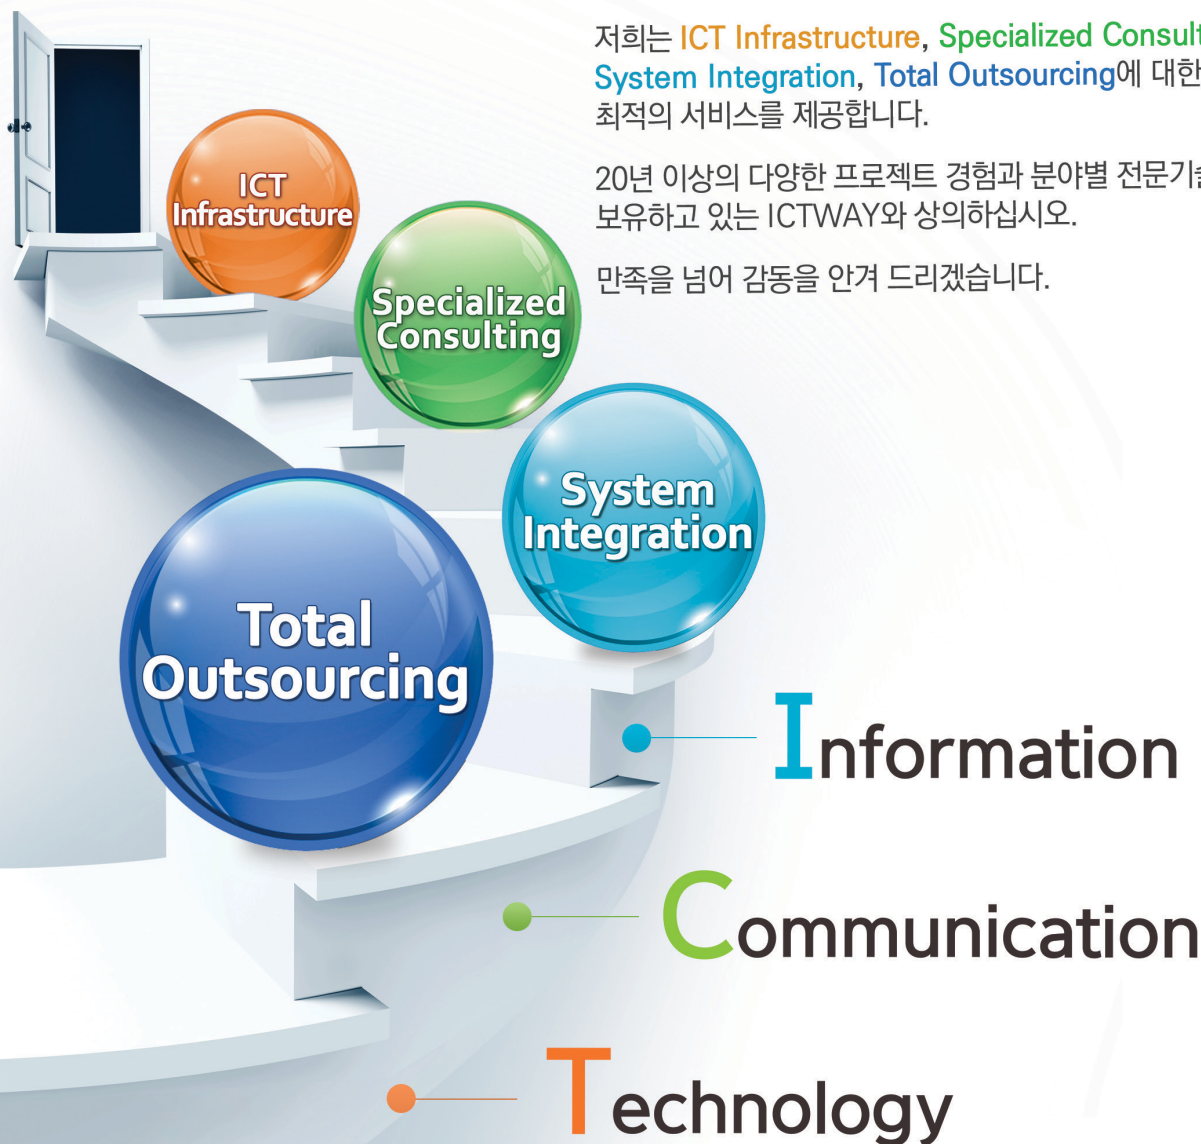 저희는 ICT Infrastructure, Specialized
System Integration, Total Outsourcing에 대한
최적의 서비스를 제공합니다.
20년 이상의 다양한 프로젝트 경험과 분야별
보유하고 있는 ICTWAY와 상의하십시오.
만족을 넘어 감동을 안겨 드리겠습니다.
ICT
Infrastructure
Specialized
Consulting
System
Integration
Total
Outsourcing
Information
Communication
Technology